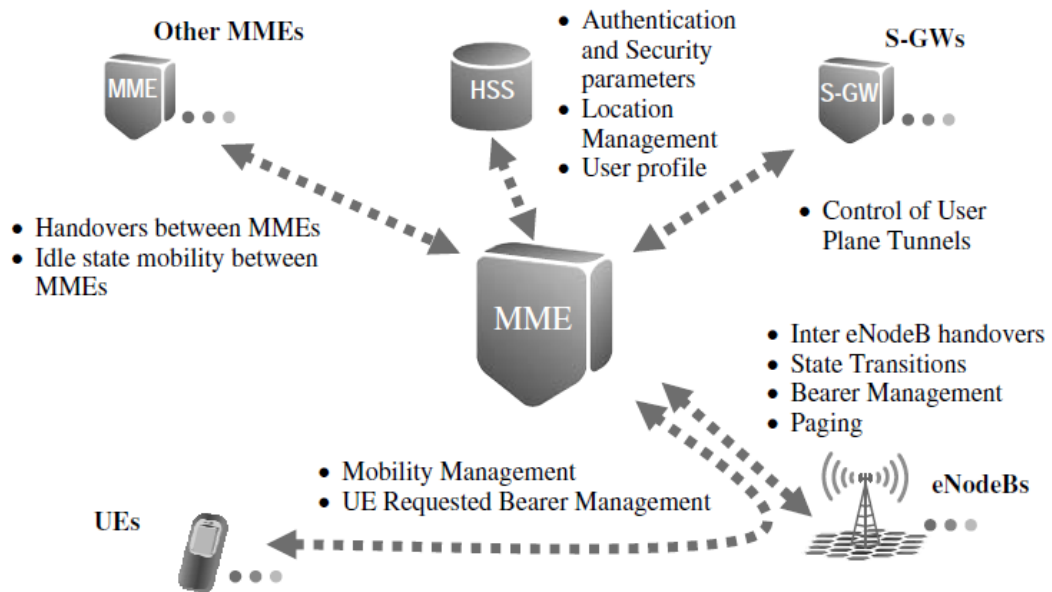 Other MMEs
MME
HSS
• Authentication
and Security
parameters
• Location
Management
• User profile
S-GWs
S-GW
• Handovers between MMEs
• Idle state mobility between
MMEs
• Control of User
Plane Tunnels
MME
• Inter eNodeB handovers
• State Transitions
• Bearer Management
• Paging
• Mobility Management
• UE Requested Bearer Management
UEs
eNodeBs